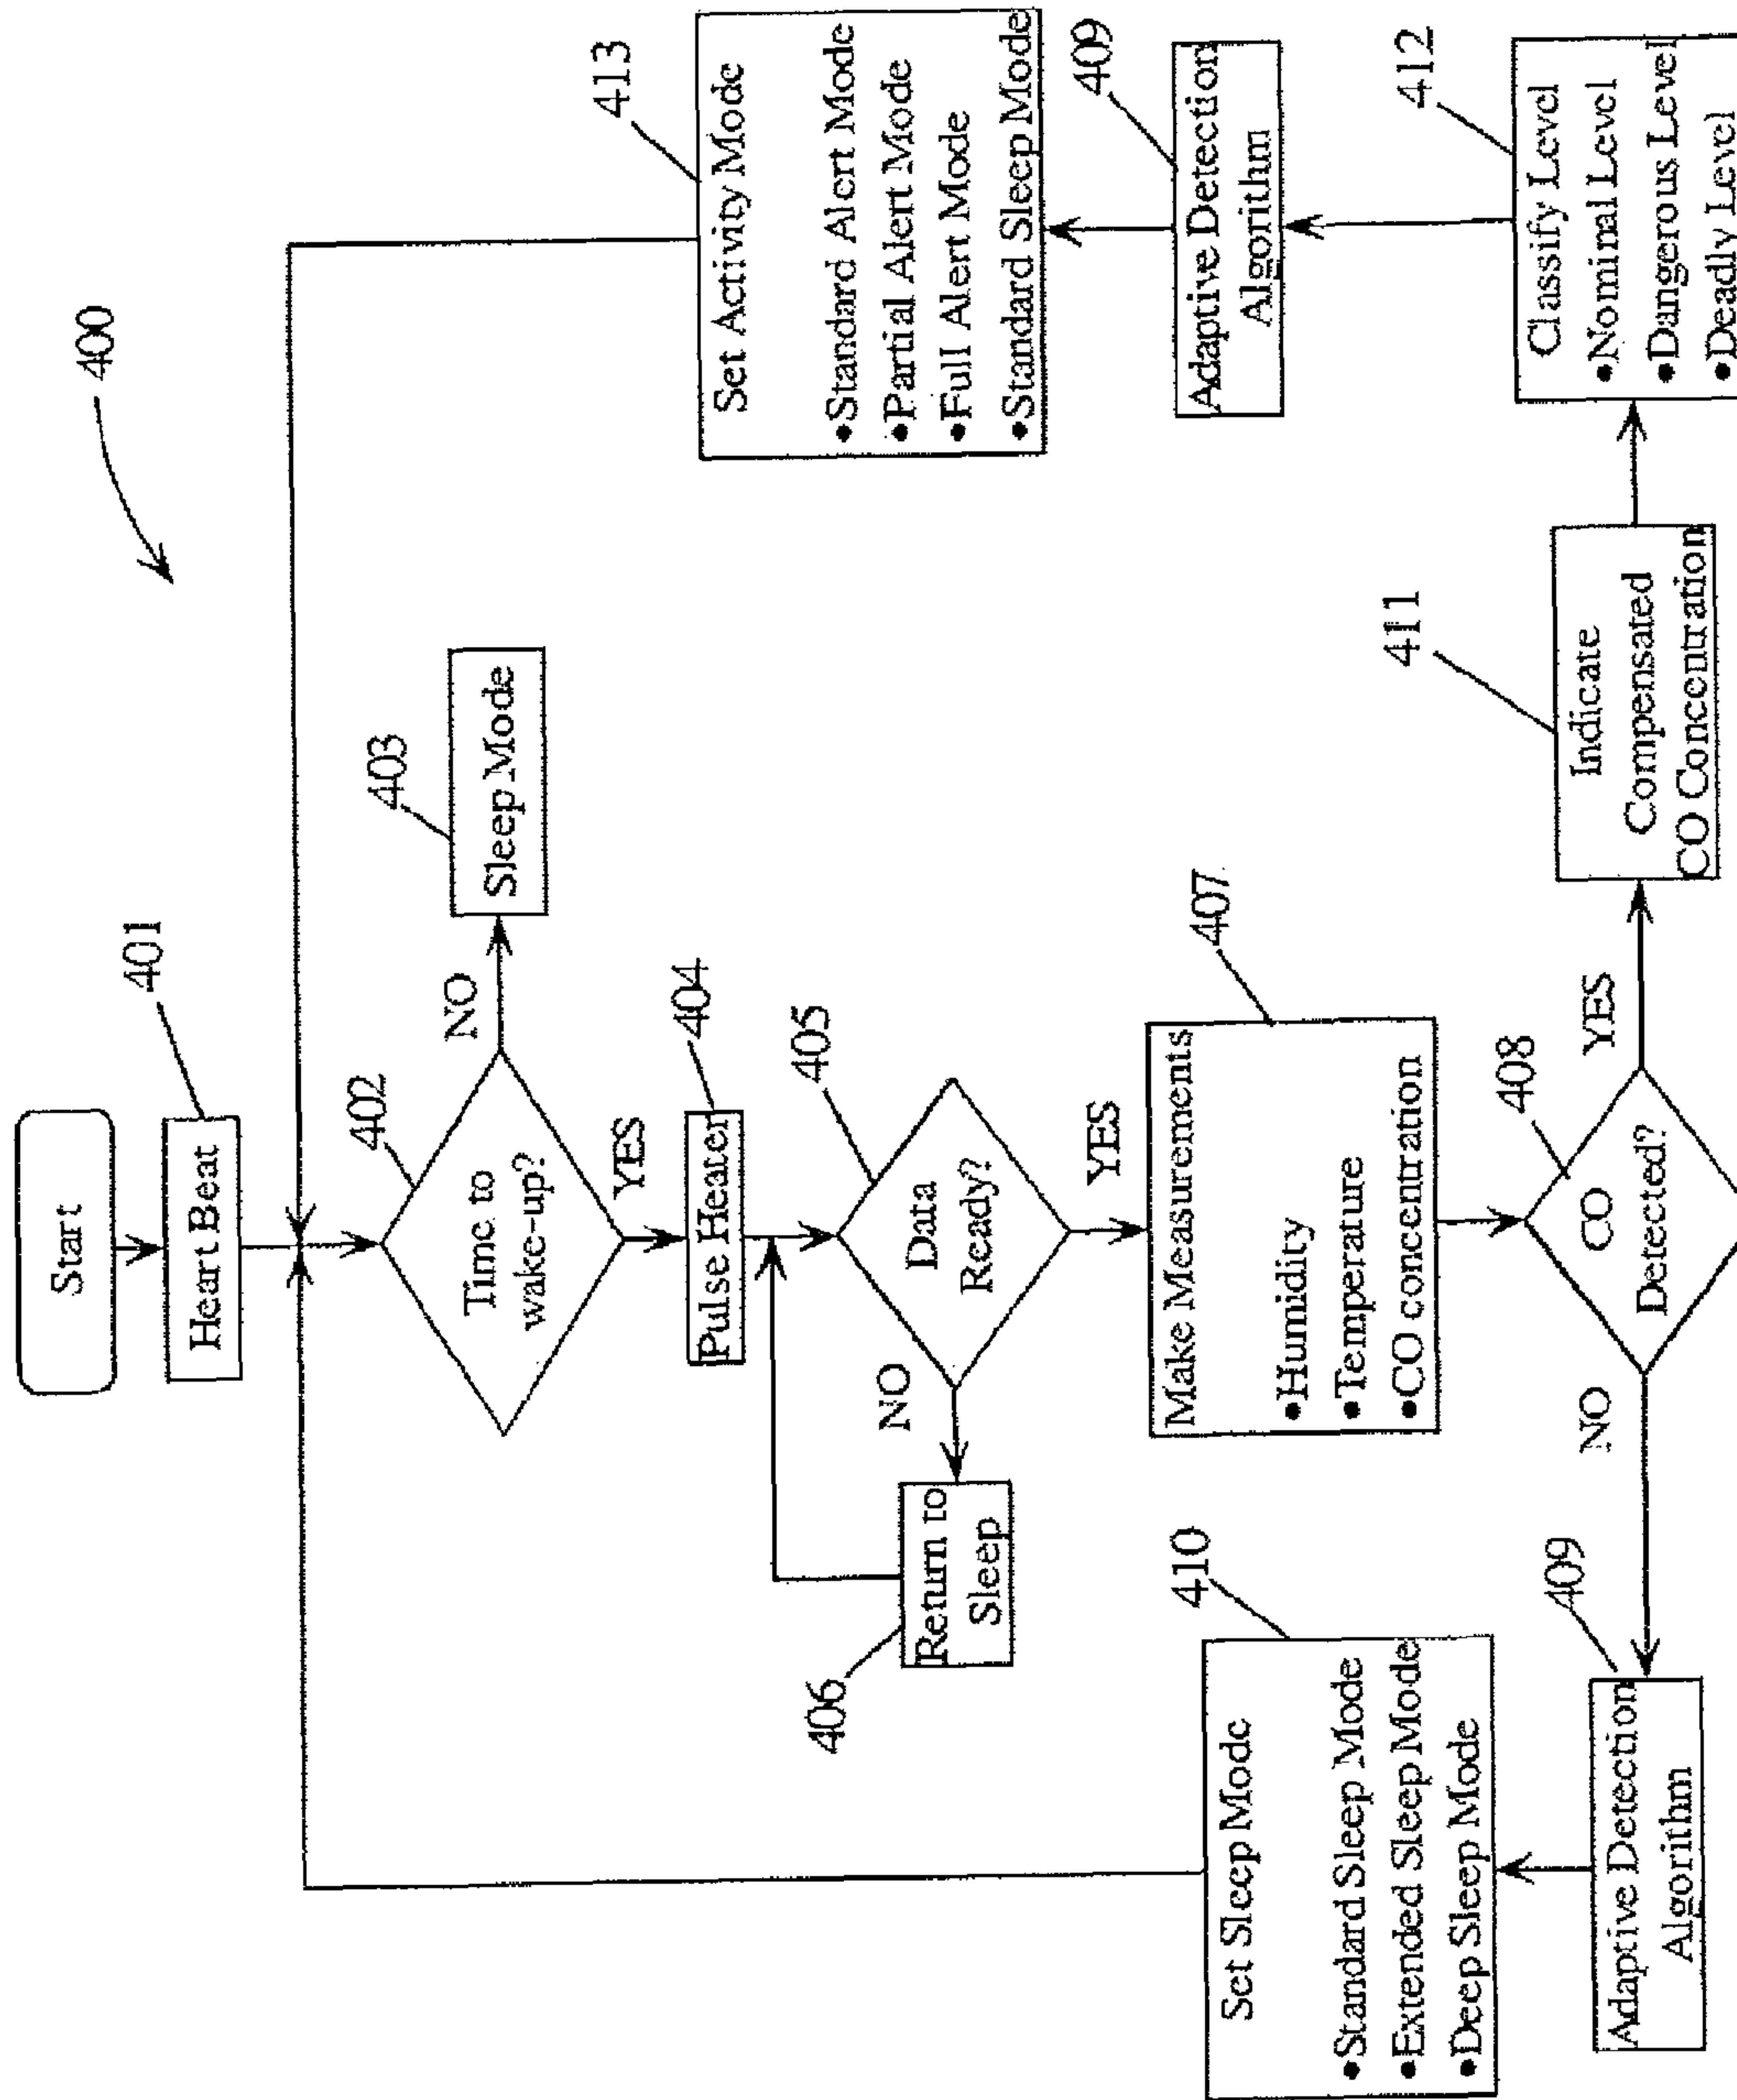 400
Start
Heart Beat
401
Time to
wake-up?
402
NO
Sleep Mode
403
YES
Pulse Heater
404
Data
Ready?
405
NO
Return to
Sleep
406
YES
Make Measurements
•Humidity
•Temperature
•CO concentration
407
CO
Detected?
408
NO
Adaptive Detection
Algorithm
409
Set Sleep Mode
•Standard Sleep Mode
•Extended Sleep Mode
•Deep Sleep Mode
410
YES
Indicate
Compensated
CO Concentration
411
Classify Level
•Nominal Level
•Dangerous Level
•Deadly Level
412
Adaptive Detection
Algorithm
409
Set Activity Mode
•Standard Alert Mode
•Partial Alert Mode
•Full Alert Mode
•Standard Sleep Mode
413